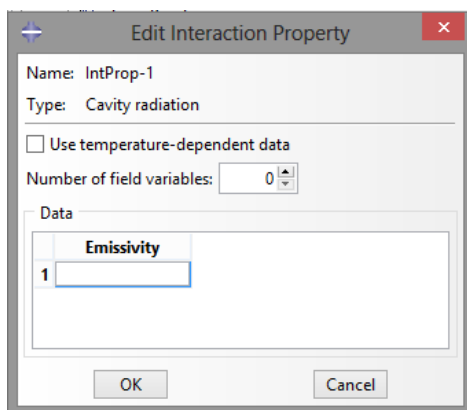 Edit Interaction Property
Name: IntProp-1
Type: Cavity radiation
Use temperature-dependent data
Number of field variables: 0
Data
Emissivity
1
OK Cancel